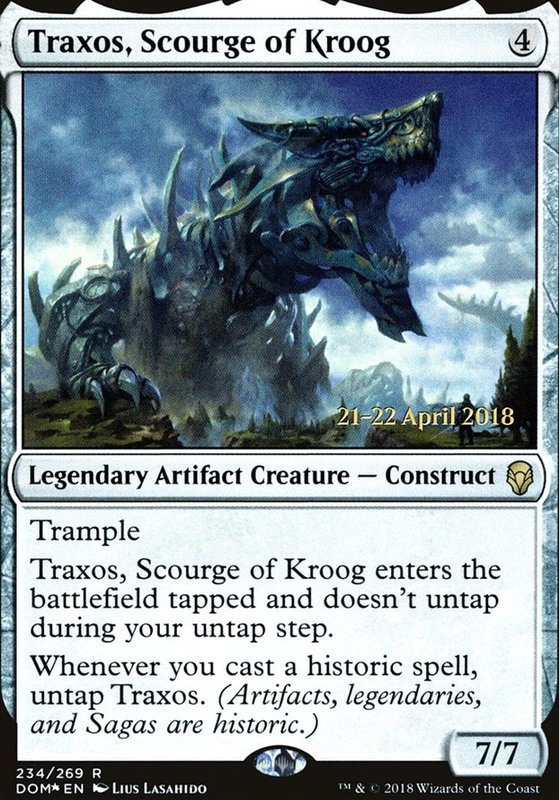 Traxos, Scourge of Kroog 4
21-22 April 2018
Legendary Artifact Creature — Construct
Trample
Traxos, Scourge of Kroog enters the
battlefield tapped and doesn't untap
during your untap step.
Whenever you cast a historic spell,
untap Traxos. (Artifacts, legendaries,
and Sagas are historic.)
7/7
234/269 R
DOM★EN Lius Lasahido
™ & © 2018 Wizards of the Coast